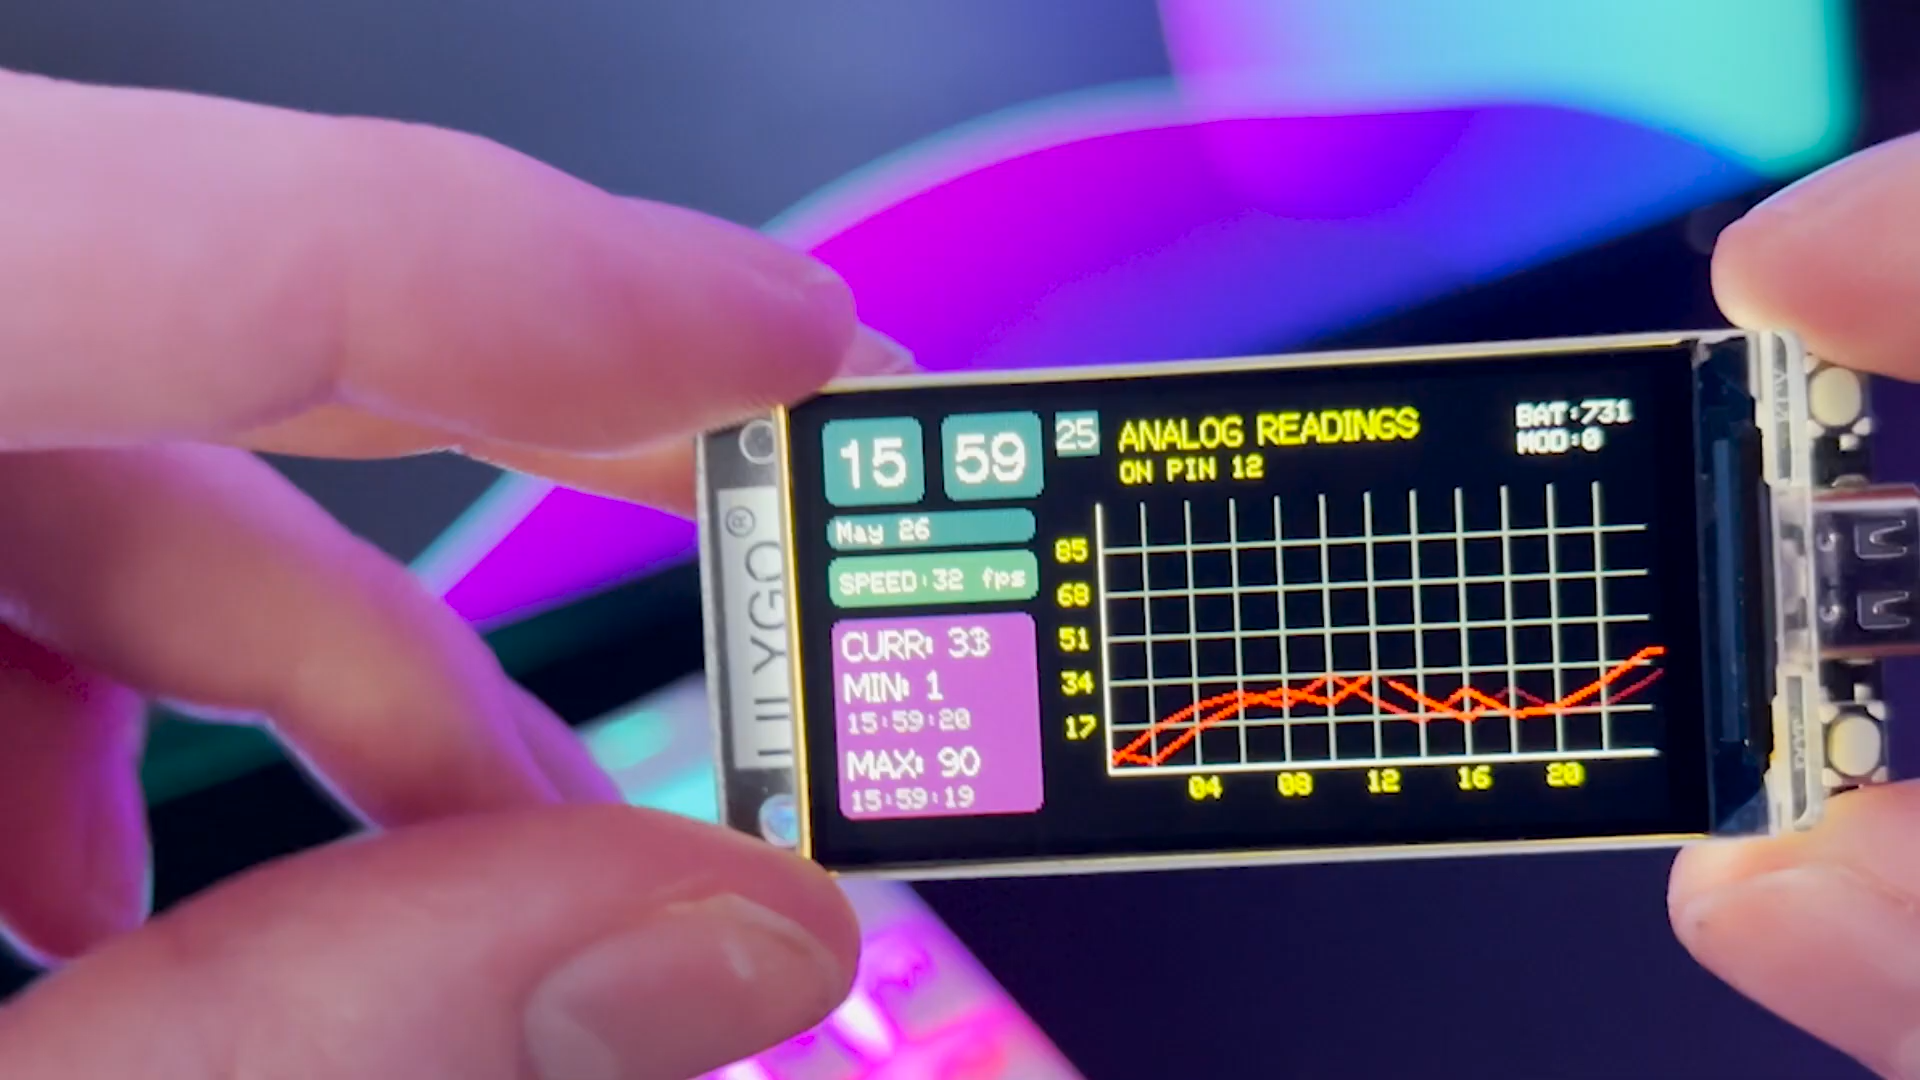 LILYGO®
15 59 25
May 26
SPEED:32 fps
CURR: 33
MIN: 1
15:59:20
MAX: 90
15:59:19
ANALOG READINGS
ON PIN 12
BAT:731
MOD:0
85
68
51
34
17
04 08 12 16 20